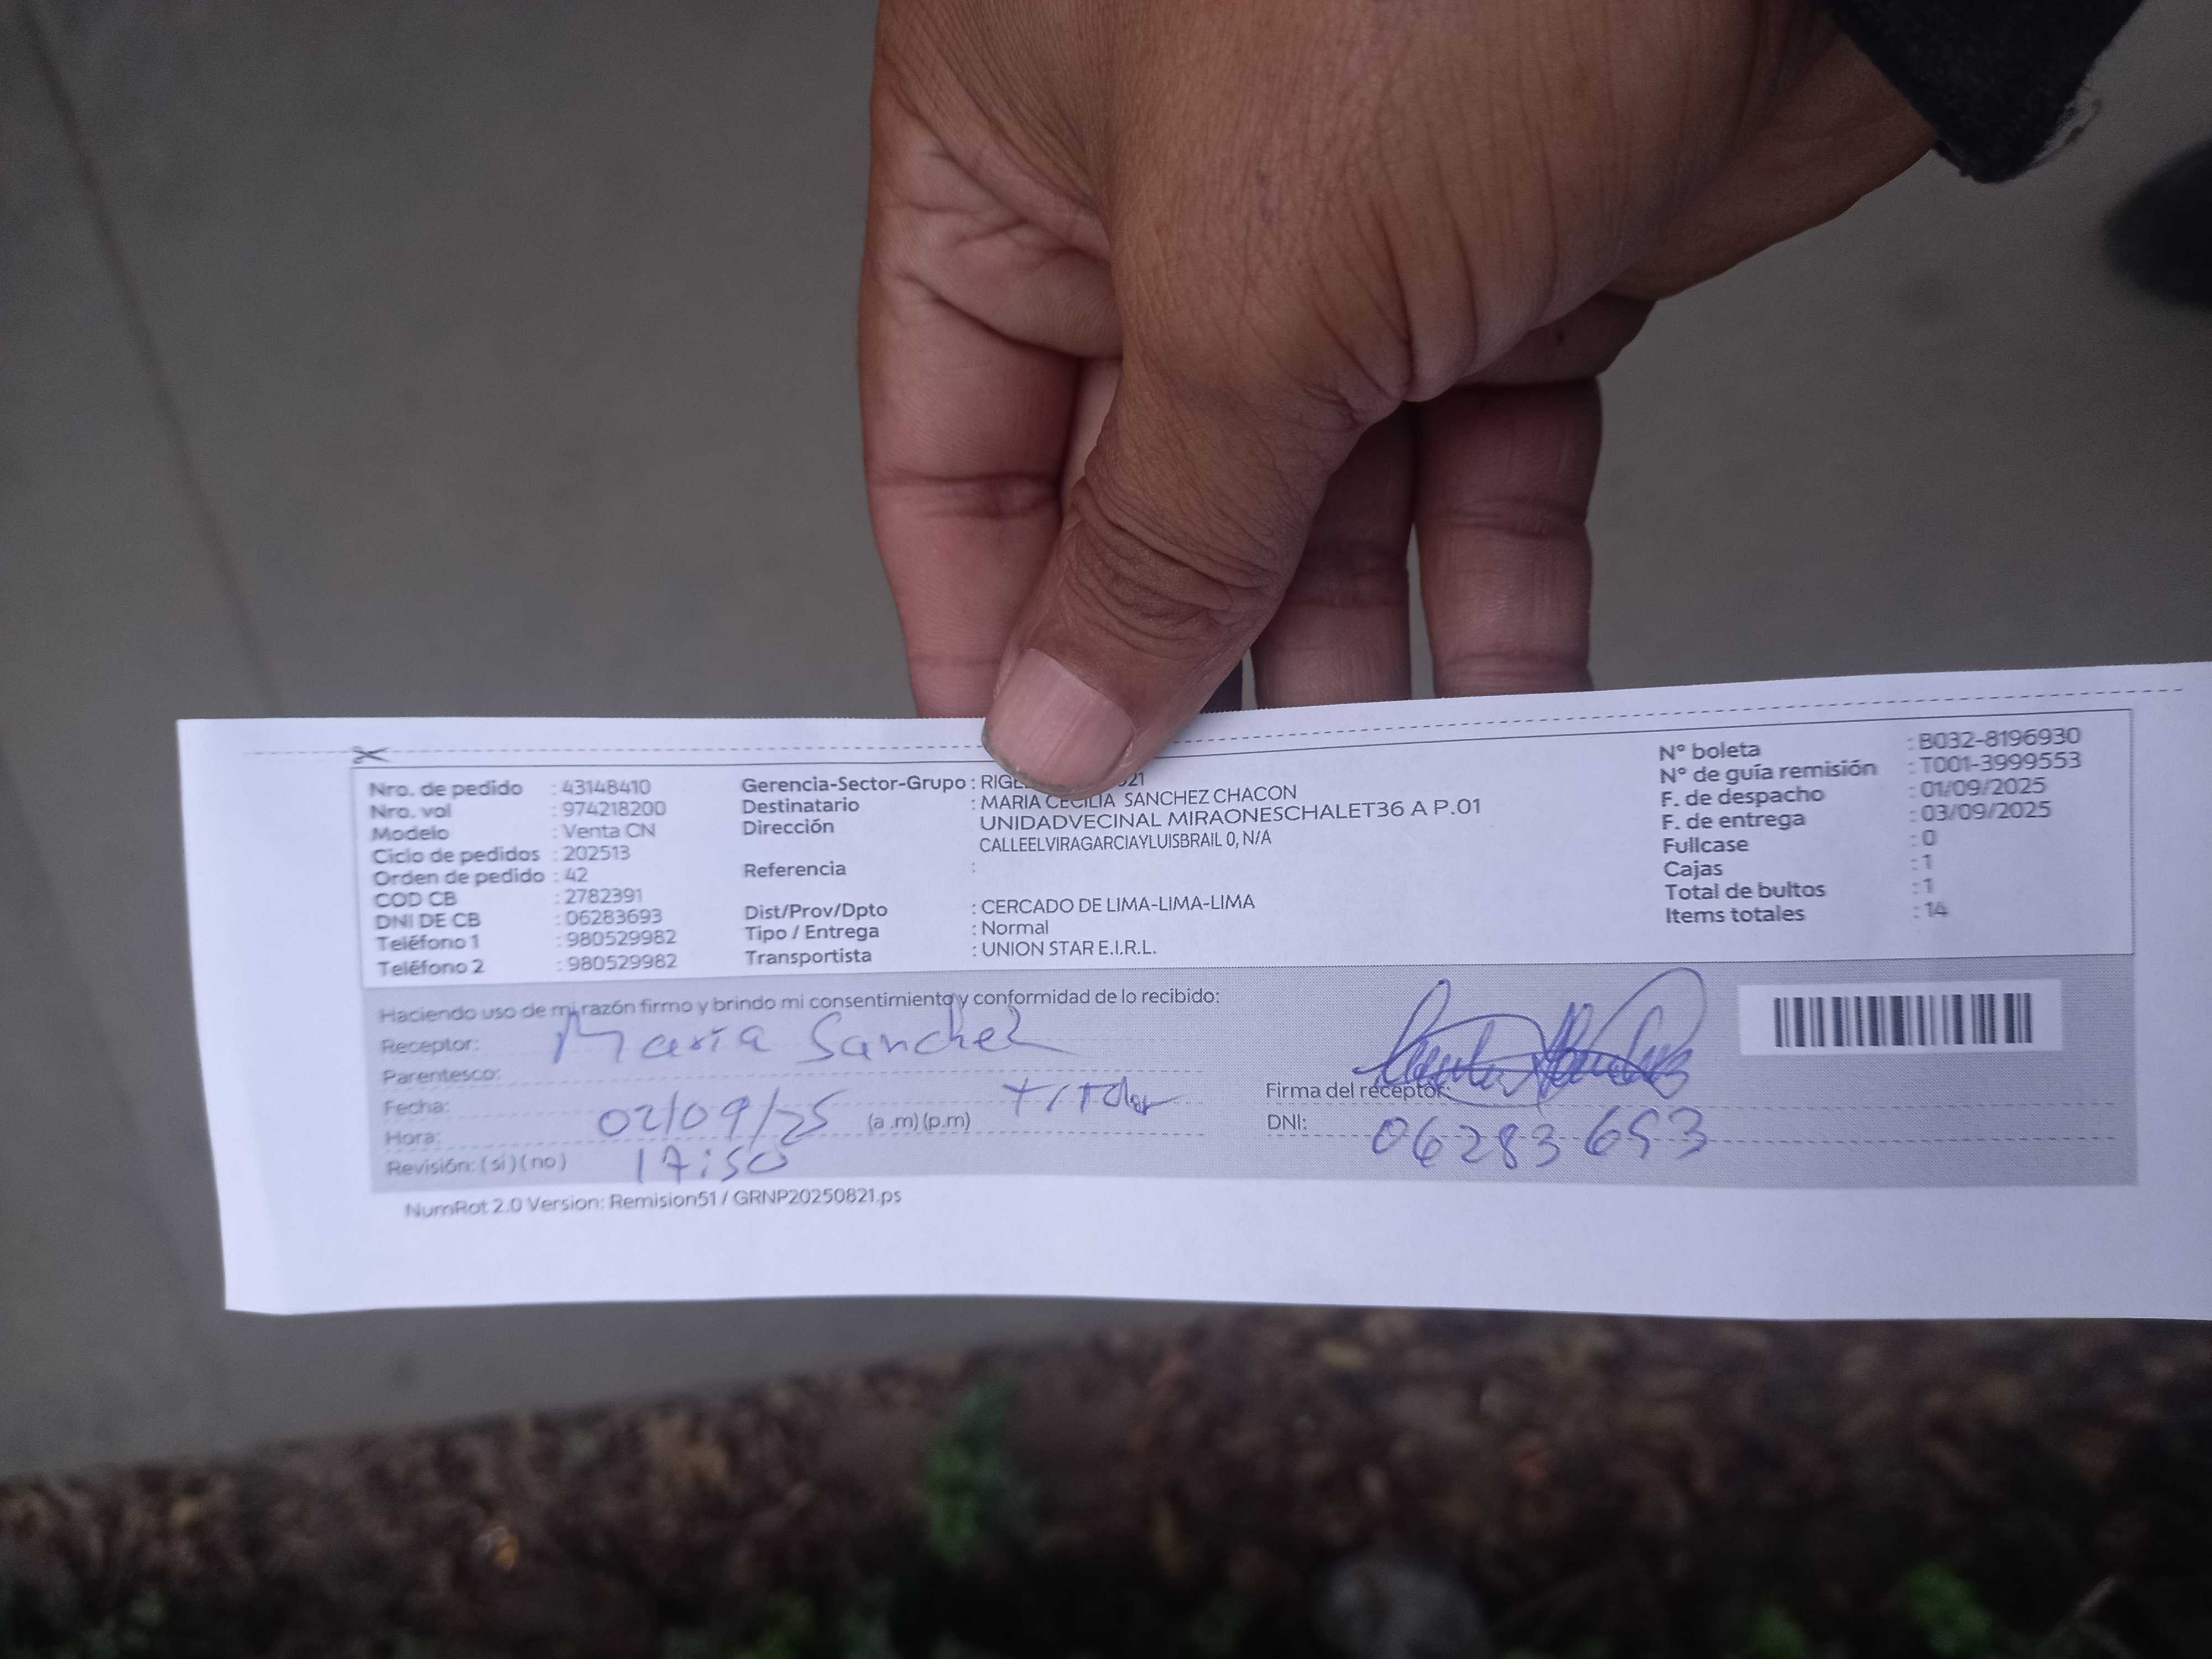 Nro. de pedido : 43148410
Nro. vol : 974218200
Modelo : Venta CN
Ciclo de pedidos : 202513
Orden de pedido : 42
COD CB : 2782391
DNI DE CB : 06283693
Teléfono 1 : 980529982
Teléfono 2 : 980529982
Gerencia-Sector-Grupo :
Destinatario : MARIA CECILIA SANCHEZ CHACON
Dirección UNIDADVECINAL MIRAONESCHALET36 A P.01
CALLEELVIRAGARCIAYLUISBRAIL 0, N/A
Referencia :
Dist/Prov/Dpto : CERCADO DE LIMA-LIMA-LIMA
Tipo / Entrega : Normal
Transportista : UNION STAR E.I.R.L.
N° boleta : B032-8196930
N° de guía remisión : T001-3999553
F. de despacho : 01/09/2025
F. de entrega : 03/09/2025
Fullcase : 0
Cajas : 1
Total de bultos : 1
Items totales : 14
Haciendo uso de mi razón firmo y brindo mi consentimiento y conformidad de lo recibido:
Receptor: Maria Sanchez
Parentesco: Titular
Fecha: 02/09/25
(a .m) (p.m)
Hora: 17:50
Revisión: ( si ) ( no )
Firma del receptor:
DNI: 06283693
NumRot 2.0 Version: Remision51 / GRNP20250821.ps